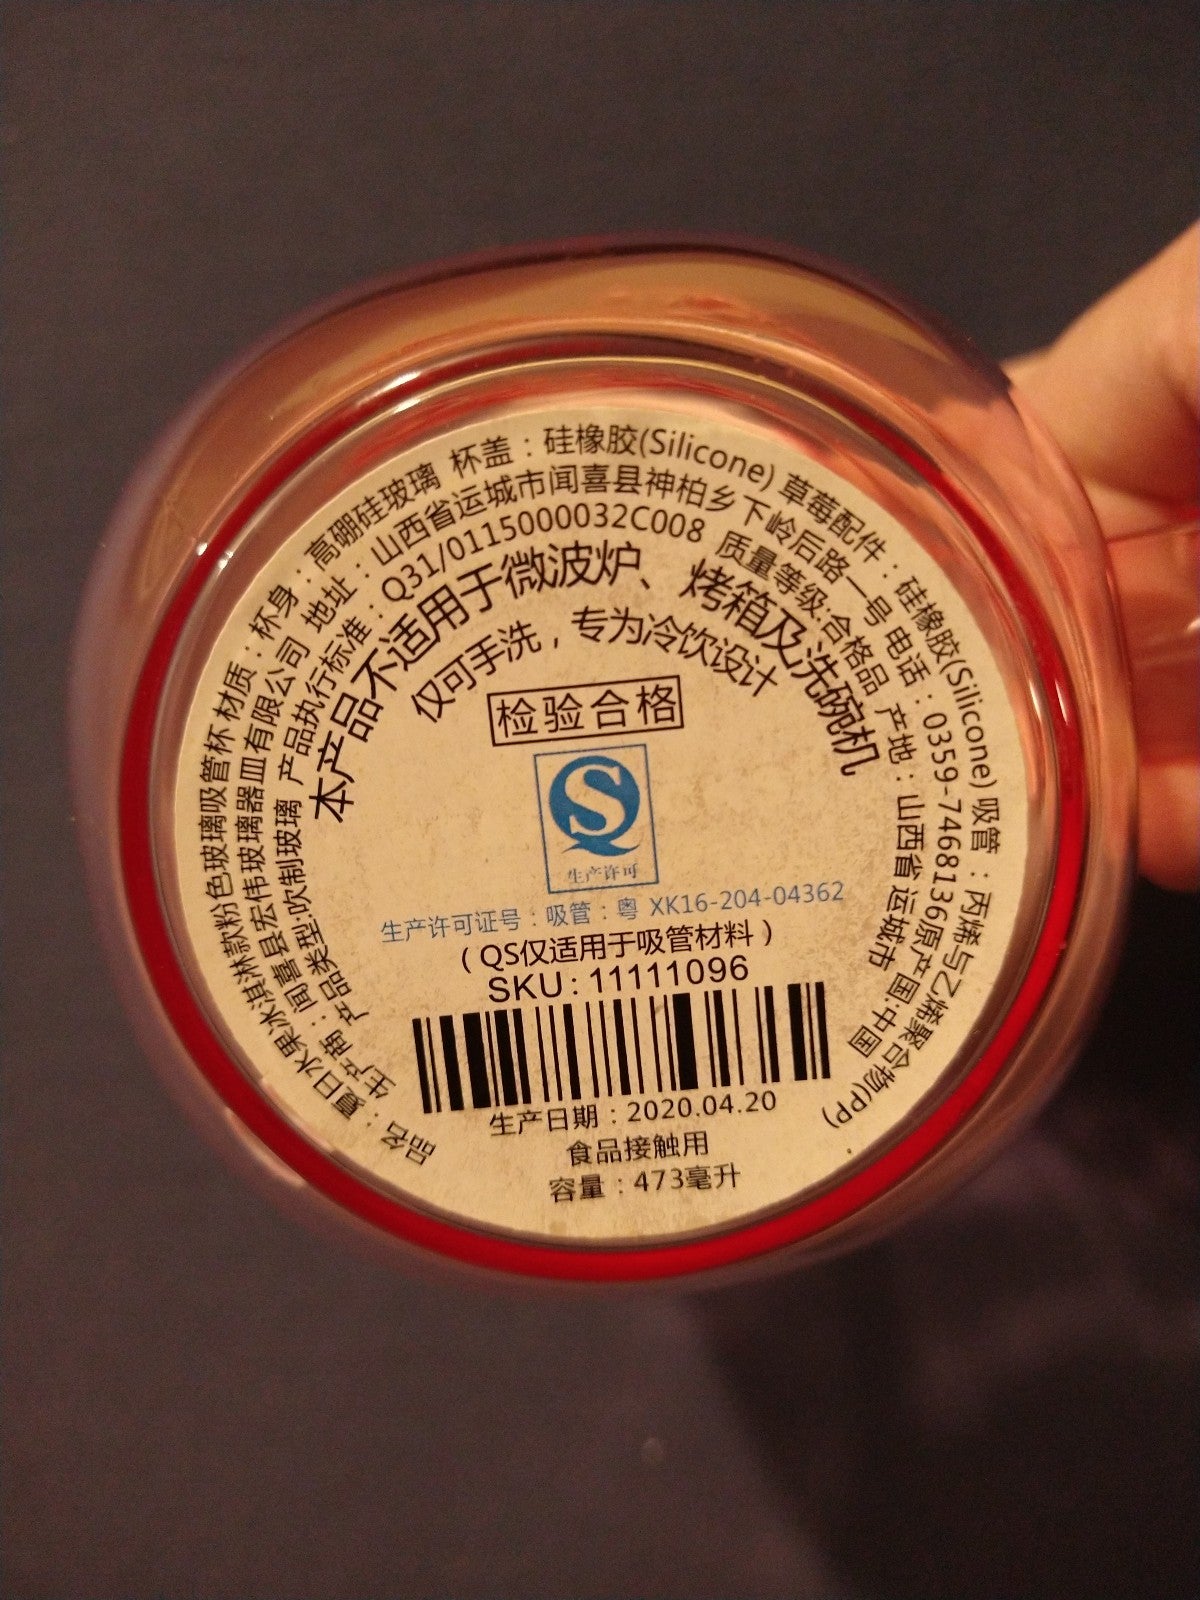 品名：夏日水果冰淇淋款粉色玻璃吸管杯 材质：杯身：高硼硅玻璃 杯盖：硅橡胶(Silicone) 草莓配件：硅橡胶(Silicone) 吸管：丙烯与乙烯聚合物(PP)
生产商：闻喜县宏伟玻璃器皿有限公司 地址：山西省运城市闻喜县神柏乡下岭后路一号 电话：0359-7468136原产国:中国
产品类型:吹制玻璃 产品执行标准：Q31/0115000032C008 质量等级:合格品 产地：山西省运城市
本产品不适用于微波炉、烤箱及洗碗机
仅可手洗，专为冷饮设计
检验合格
生产许可
生产许可证号：吸管：粤 XK16-204-04362
(QS仅适用于吸管材料)
SKU:11111096
生产日期：2020.04.20
食品接触用
容量：473毫升